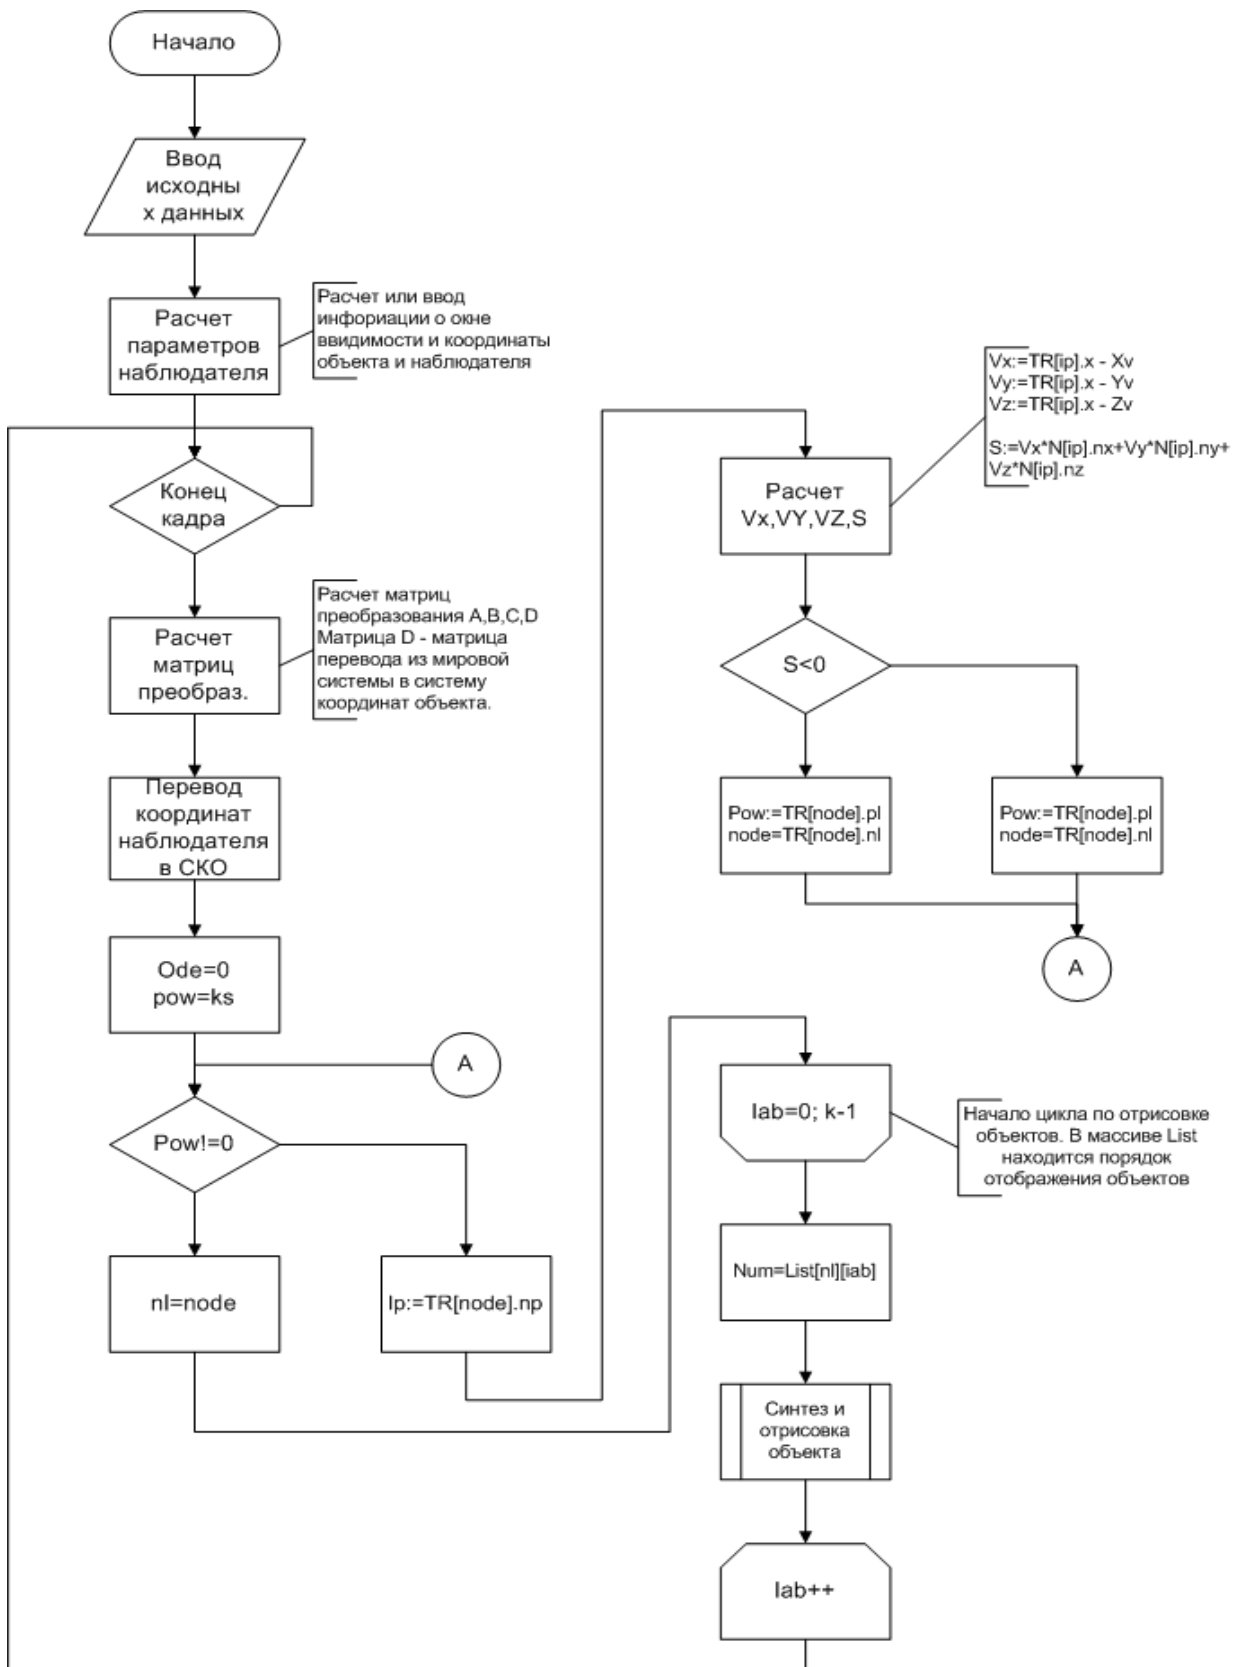 Начало
Ввод
исходны
х данных
Расчет
параметров
наблюдателя
Расчет или ввод
инфориации о окне
ввидимости и координаты
объекта и наблюдателя
Конец
кадра
Расчет
матриц
преобраз.
Расчет матриц
преобразования A,B,C,D
Матрица D - матрица
перевода из мировой
системы в систему
координат объекта.
Перевод
координат
наблюдателя
в СКО
Ode=0
pow=ks
A
Pow!=0
nl=node
Ip:=TR[node].np
Vx:=TR[ip].x - Xv
Vy:=TR[ip].x - Yv
Vz:=TR[ip].x - Zv
S:=Vx*N[ip].nx+Vy*N[ip].ny+
Vz*N[ip].nz
Расчет
Vx,VY,VZ,S
S<0
Pow:=TR[node].pl
node=TR[node].nl
Pow:=TR[node].pl
node=TR[node].nl
A
Iab=0; k-1
Начало цикла по отрисовке
объектов. В массиве List
находится порядок
отображения объектов
Num=List[nl][iab]
Синтез и
отрисовка
объекта
Iab++